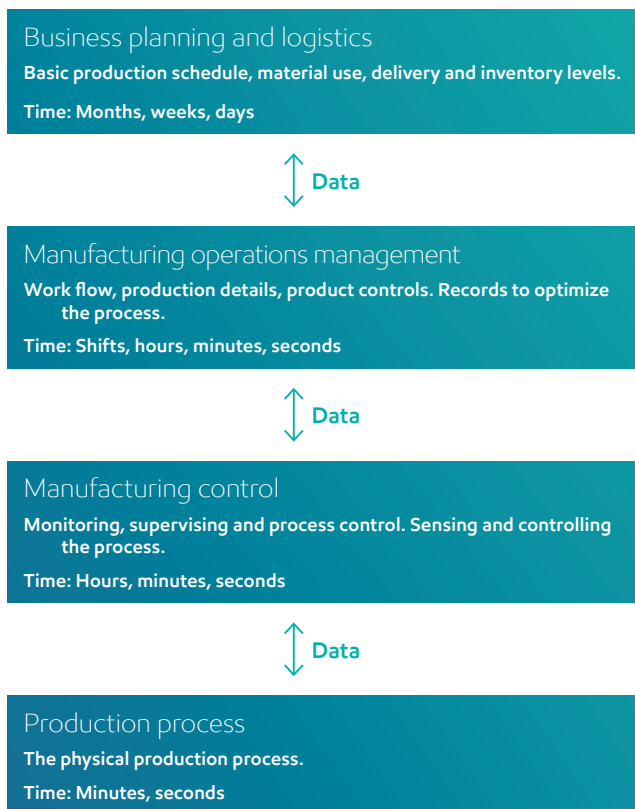 Business planning and logistics
Basic production schedule, material use, delivery and inventory levels.
Time: Months, weeks, days
Data
Manufacturing operations management
Work flow, production details, product controls. Records to optimize
the process.
Time: Shifts, hours, minutes, seconds
Data
Manufacturing control
Monitoring, supervising and process control. Sensing and controlling
the process.
Time: Hours, minutes, seconds
Data
Production process
The physical production process.
Time: Minutes, seconds